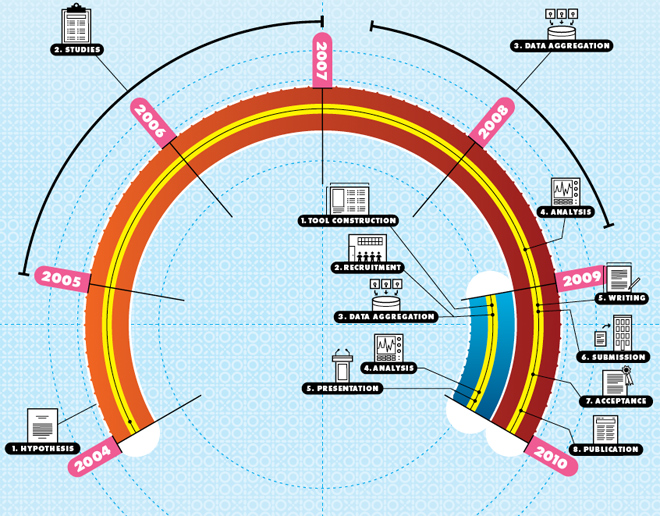 2. STUDIES
3. DATA AGGREGATION
2007
2006
2008
4. ANALYSIS
1. TOOL CONSTRUCTION
2. RECRUITMENT
2005
2009
5. WRITING
3. DATA AGGREGATION
6. SUBMISSION
4. ANALYSIS
5. PRESENTATION
7. ACCEPTANCE
1. HYPOTHESIS
2004
8. PUBLICATION
2010